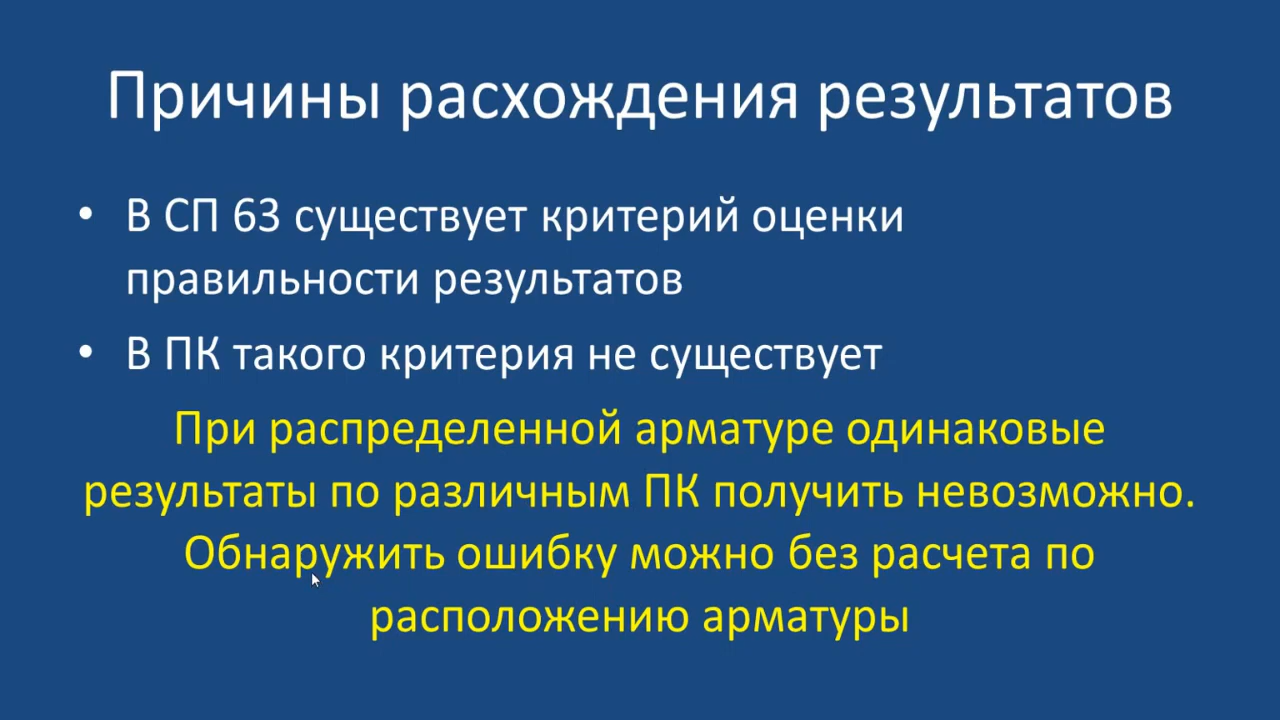 Причины расхождения результатов
• В СП 63 существует критерий оценки
правильности результатов
• В ПК такого критерия не существует
При распределенной арматуре одинаковые
результаты по различным ПК получить невозможно.
Обнаружить ошибку можно без расчета по
расположению арматуры